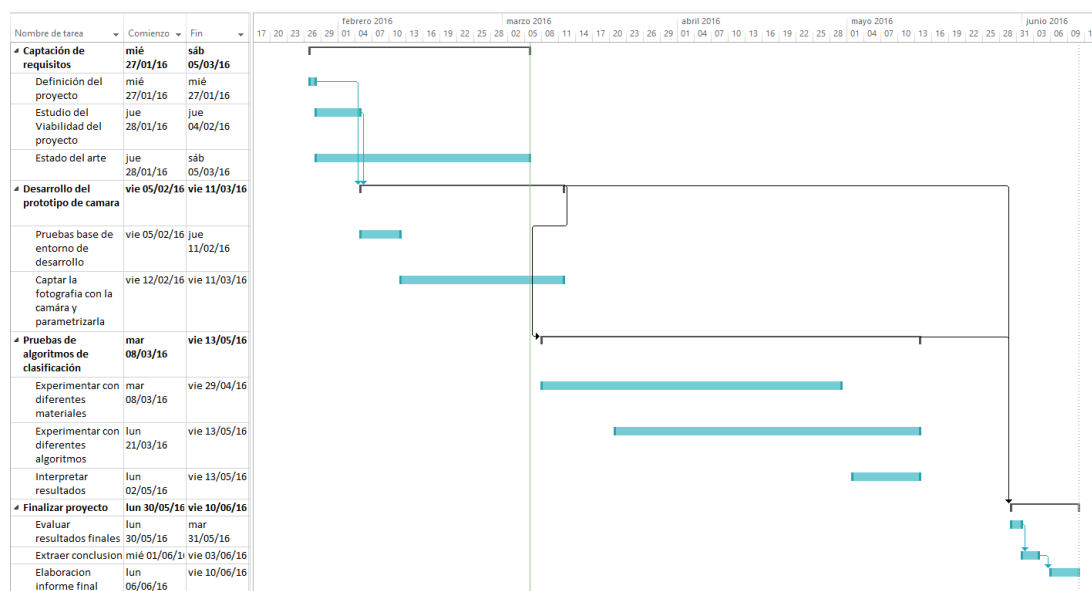 febrero 2016 marzo 2016 abril 2016 mayo 2016 junio 2016
Nombre de tarea Comienzo Fin 17 20 23 26 29 01 04 07 10 13 16 19 22 25 28 02 05 08 11 14 17 20 23 26 29 01 04 07 10 13 16 19 22 25 28 01 04 07 10 13 16 19 22 25 28 31 03 06 09
Captación de mié sáb
requisitos 27/01/16 05/03/16
Definición del mié mié
proyecto 27/01/16 27/01/16
Estudio del jue jue
Viabilidad del 28/01/16 04/02/16
proyecto
Estado del arte jue sáb
28/01/16 05/03/16
Desarrollo del vie 05/02/16 vie 11/03/16
prototipo de camara
Pruebas base de vie 05/02/16 jue
entorno de 11/02/16
desarrollo
Captar la vie 12/02/16 vie 11/03/16
fotografia con la
camára y
parametrizarla
Pruebas de mar vie 13/05/16
algoritmos de 08/03/16
clasificación
Experimentar con mar vie 29/04/16
diferentes 08/03/16
materiales
Experimentar con lun vie 13/05/16
diferentes 21/03/16
algoritmos
Interpretar lun vie 13/05/16
resultados 02/05/16
Finalizar proyecto lun 30/05/16 vie 10/06/16
Evaluar lun mar
resultados finales 30/05/16 31/05/16
Extraer conclusion mié 01/06/1 vie 03/06/16
Elaboracion lun vie 10/06/16
informe final 06/06/16